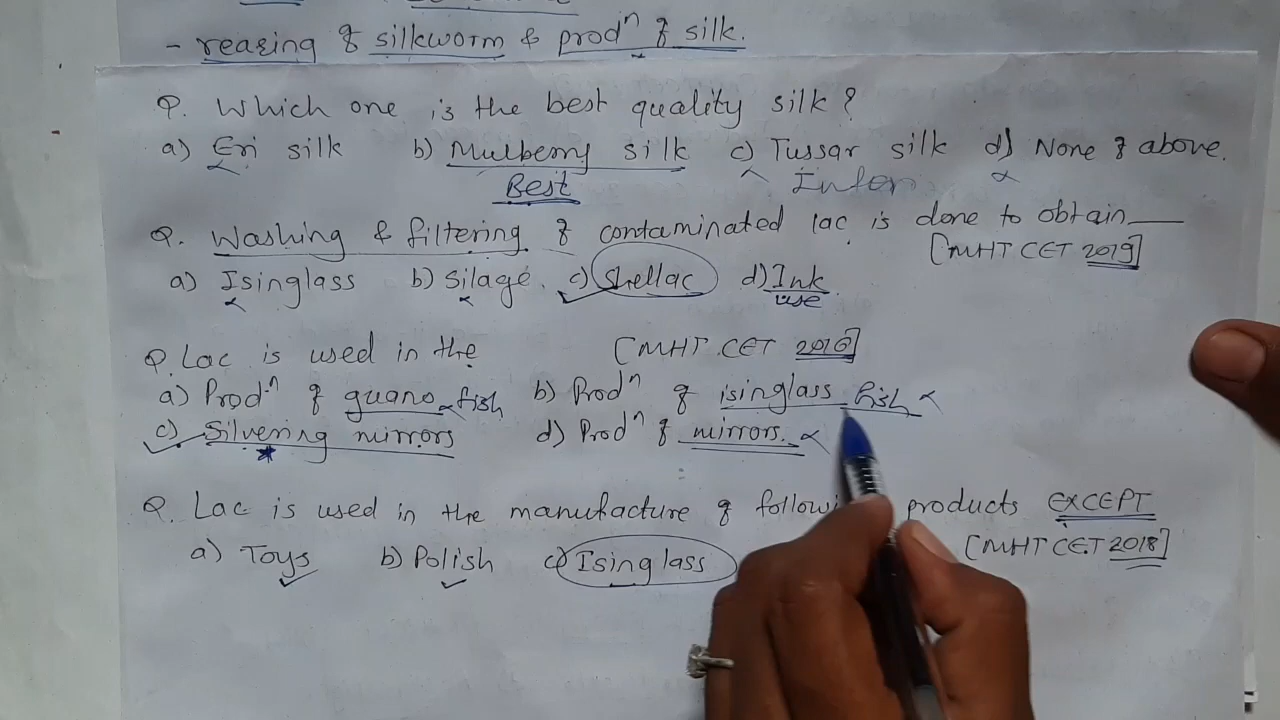 - rearing of silkworm & prodⁿ of silk.
Q. Which one is the best quality silk?
a) Eri silk b) Mulberry silk c) Tussar silk d) None of above.
Best
Q. Washing & filtering of contaminated lac is done to obtain ___
[MHT CET 2019]
a) Isinglass b) Silage c) Shellac d) Ink
use
Q. Lac is used in the [MHT CET 2016]
a) Prodⁿ of guano fish b) Prodⁿ of isinglass fish
c) Silvering mirrors d) Prodⁿ of mirrors.
Q. Lac is used in the manufacture of products EXCEPT
a) Toys b) Polish c) Isinglass [MHT CET 2018]